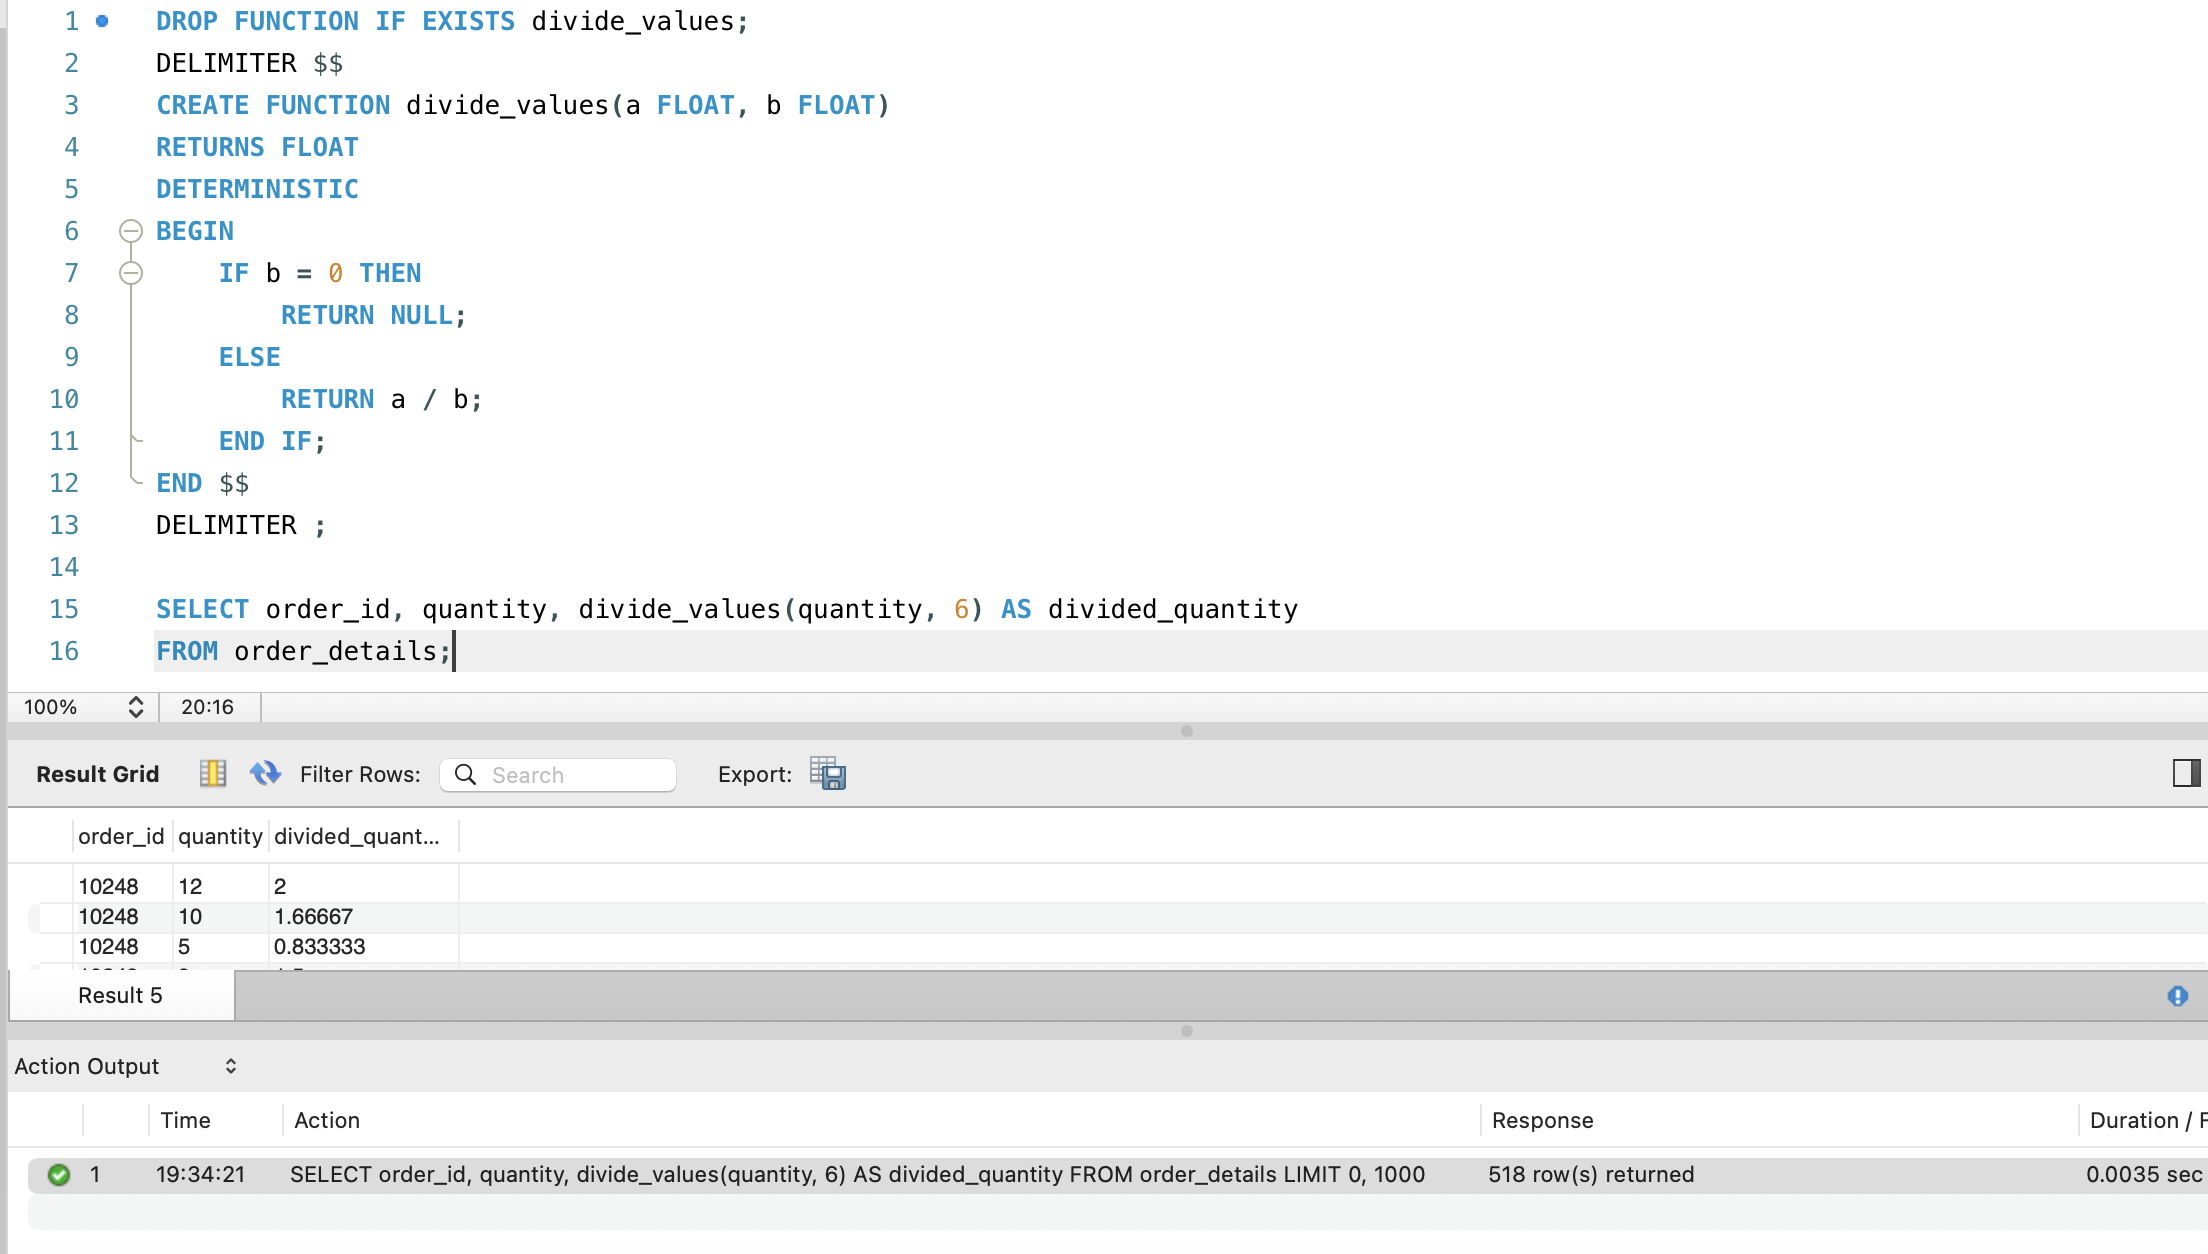 1 DROP FUNCTION IF EXISTS divide_values;
2 DELIMITER $$
3 CREATE FUNCTION divide_values(a FLOAT, b FLOAT)
4 RETURNS FLOAT
5 DETERMINISTIC
6 BEGIN
7 IF b = 0 THEN
8 RETURN NULL;
9 ELSE
10 RETURN a / b;
11 END IF;
12 END $$
13 DELIMITER ;
14
15 SELECT order_id, quantity, divide_values(quantity, 6) AS divided_quantity
16 FROM order_details;
100% 20:16
Result Grid Filter Rows: Search Export:
order_id quantity divided_quant...
10248 12 2
10248 10 1.66667
10248 5 0.833333
Result 5
Action Output
Time Action Response Duration /
1 19:34:21 SELECT order_id, quantity, divide_values(quantity, 6) AS divided_quantity FROM order_details LIMIT 0, 1000 518 row(s) returned 0.0035 sec